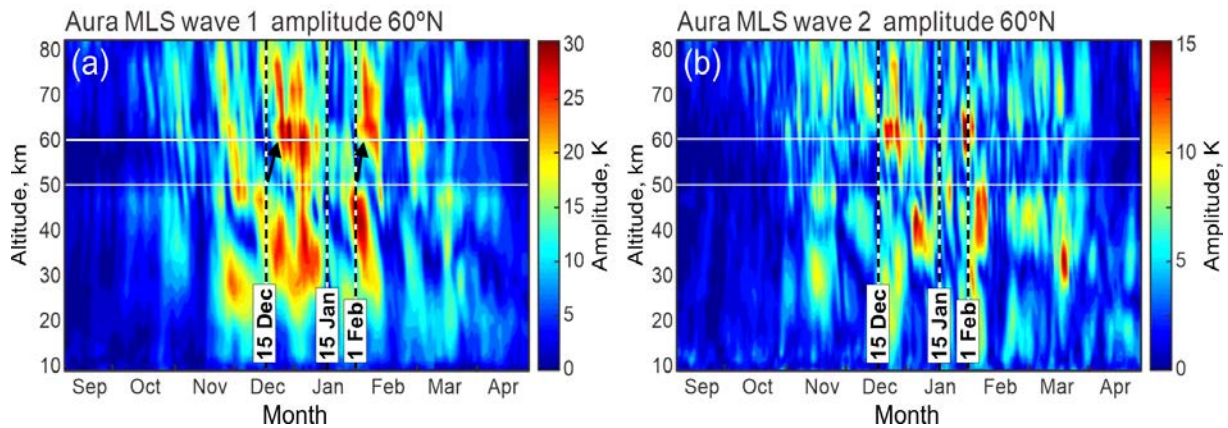 Aura MLS wave 1 amplitude 60ºN
(a)
Altitude, km
80
70
60
50
40
30
20
10
15 Dec
15 Jan
1 Feb
Sep Oct Nov Dec Jan Feb Mar Apr
Month
30
25
20
15
10
5
0
Amplitude, K
Aura MLS wave 2 amplitude 60ºN
(b)
Altitude, km
80
70
60
50
40
30
20
10
15 Dec
15 Jan
1 Feb
Sep Oct Nov Dec Jan Feb Mar Apr
Month
15
10
5
0
Amplitude, K